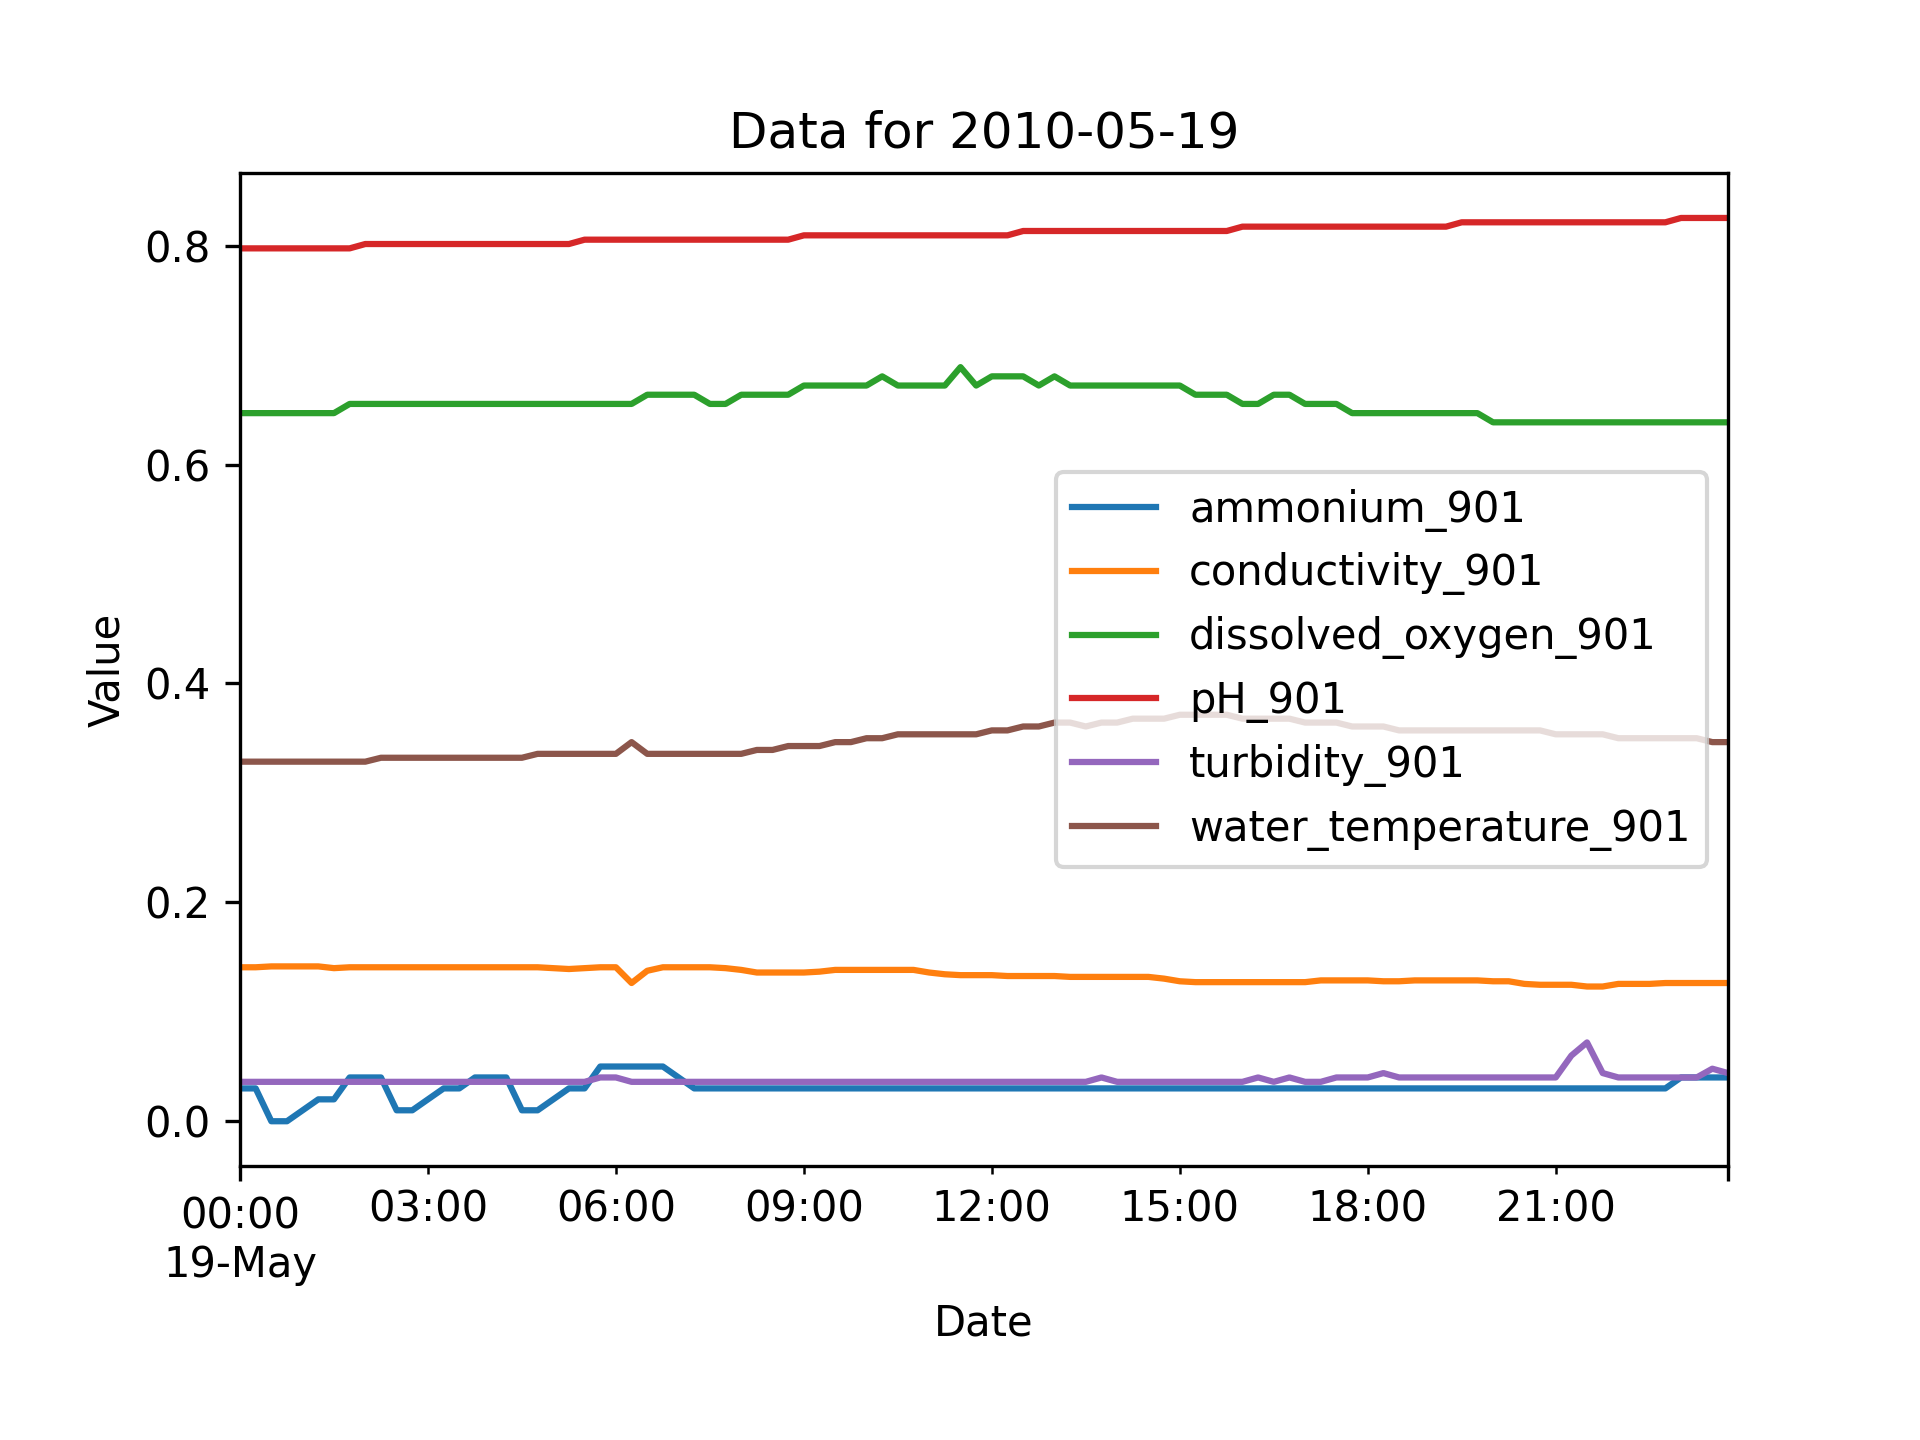 Data for 2010-05-19
0.8
0.6
0.4
0.2
0.0
Value
ammonium_901
conductivity_901
dissolved_oxygen_901
pH_901
turbidity_901
water_temperature_901
00:00 03:00 06:00 09:00 12:00 15:00 18:00 21:00
19-May
Date